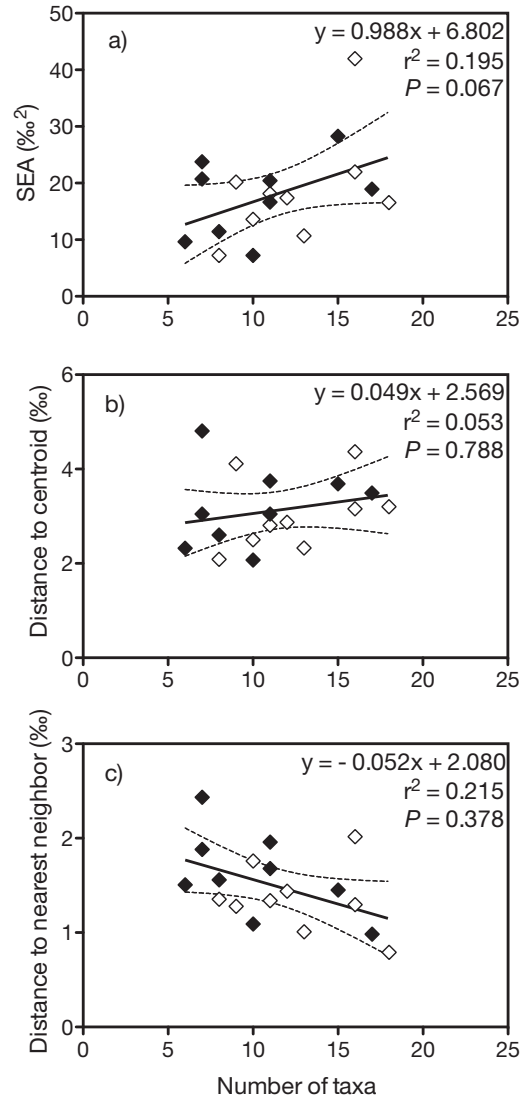 50
a)
y = 0.988x + 6.802
r² = 0.195
P = 0.067
40
30
20
10
0
SEA (‰²)
0 5 10 15 20 25
6
b)
y = 0.049x + 2.569
r² = 0.053
P = 0.788
4
2
0
Distance to centroid (‰)
0 5 10 15 20 25
3
c)
y = - 0.052x + 2.080
r² = 0.215
P = 0.378
2
1
0
Distance to nearest neighbor (‰)
0 5 10 15 20 25
Number of taxa